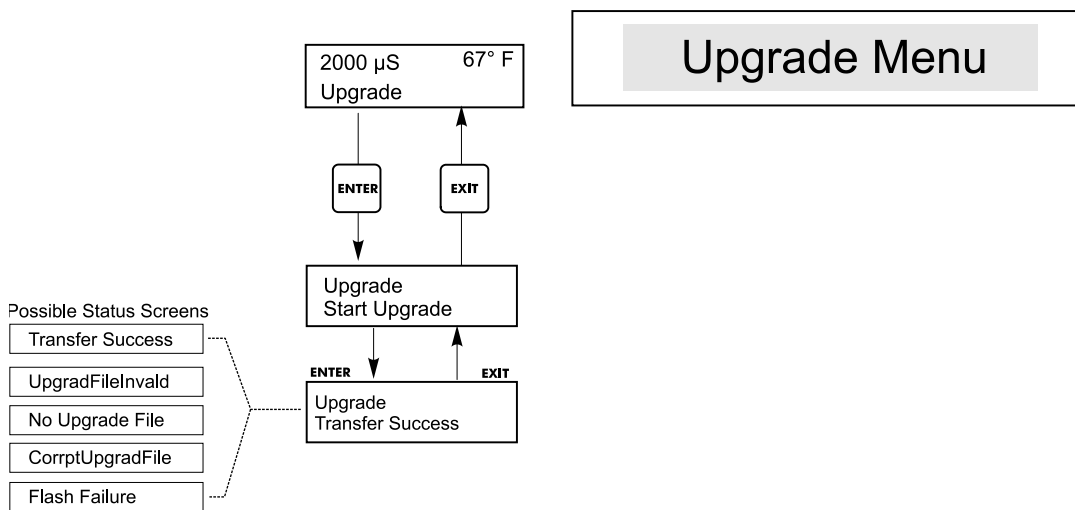 Upgrade Menu
2000 µS 67° F
Upgrade
ENTER EXIT
Upgrade
Start Upgrade
ENTER EXIT
Upgrade
Transfer Success
Possible Status Screens
Transfer Success
UpgradFileInvald
No Upgrade File
CorrptUpgradFile
Flash Failure